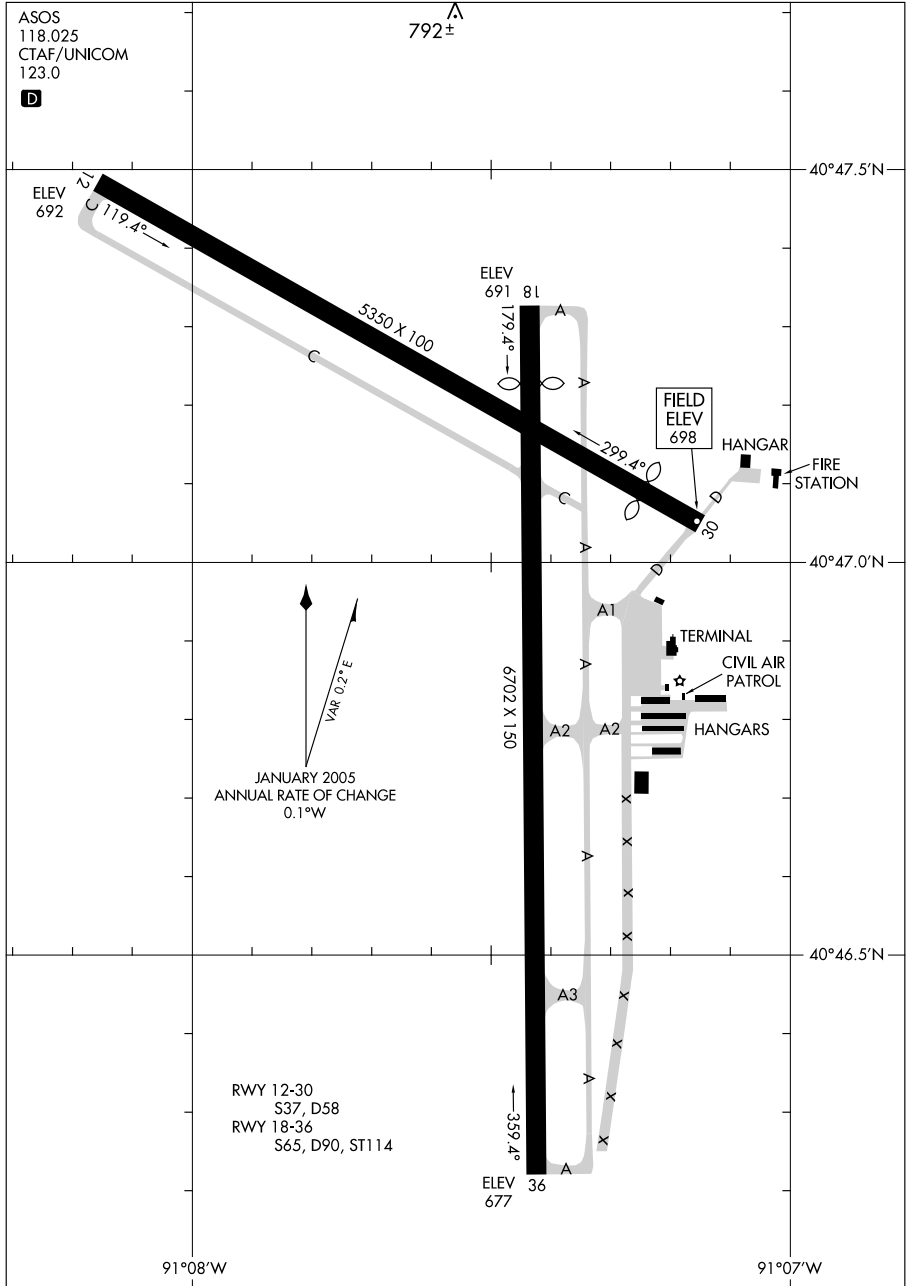 ASOS
118.025
CTAF/UNICOM
123.0
D
792±
40°47.5'N
12
ELEV
692
C
119.4°
5350 X 100
C
ELEV
691
18
179.4°
A
A
FIELD
ELEV
698
HANGAR
FIRE
STATION
299.4°
D
30
C
A
40°47.0'N
D
A1
VAR 0.2° E
JANUARY 2005
ANNUAL RATE OF CHANGE
0.1°W
6702 X 150
A
TERMINAL
CIVIL AIR
PATROL
A2
A2
HANGARS
X
X
A
X
X
40°46.5'N
A3
X
X
A
X
X
RWY 12-30
S37, D58
RWY 18-36
S65, D90, ST114
359.4°
A
ELEV
677
36
91°08'W
91°07'W